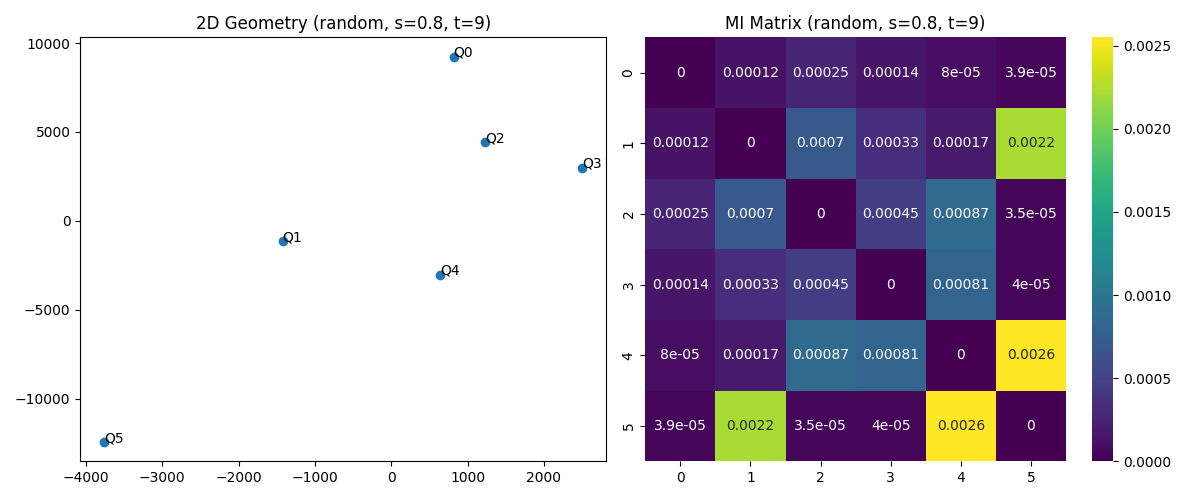 2D Geometry (random, s=0.8, t=9)
10000
5000
0
−5000
−10000
−4000 −3000 −2000 −1000 0 1000 2000
Q0
Q2
Q3
Q1
Q4
Q5
MI Matrix (random, s=0.8, t=9)
0 0 0.00012 0.00025 0.00014 8e-05 3.9e-05
1 0.00012 0 0.0007 0.00033 0.00017 0.0022
2 0.00025 0.0007 0 0.00045 0.00087 3.5e-05
3 0.00014 0.00033 0.00045 0 0.00081 4e-05
4 8e-05 0.00017 0.00087 0.00081 0 0.0026
5 3.9e-05 0.0022 3.5e-05 4e-05 0.0026 0
0 1 2 3 4 5
0.0025
0.0020
0.0015
0.0010
0.0005
0.0000